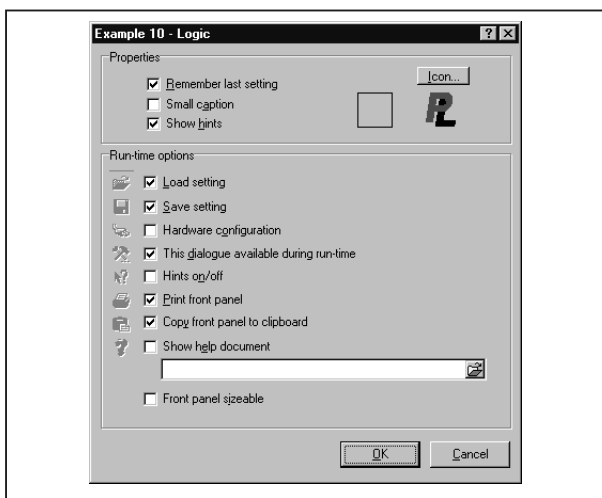 Example 10 - Logic
Properties
Remember last setting
Small caption
Show hints
Icon...
PL
Run-time options
Load setting
Save setting
Hardware configuration
This dialogue available during run-time
Hints on/off
Print front panel
Copy front panel to clipboard
Show help document
Front panel sizeable
OK
Cancel